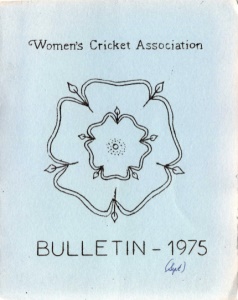 Women's Cricket Association
BULLETIN - 1975
(Sept)